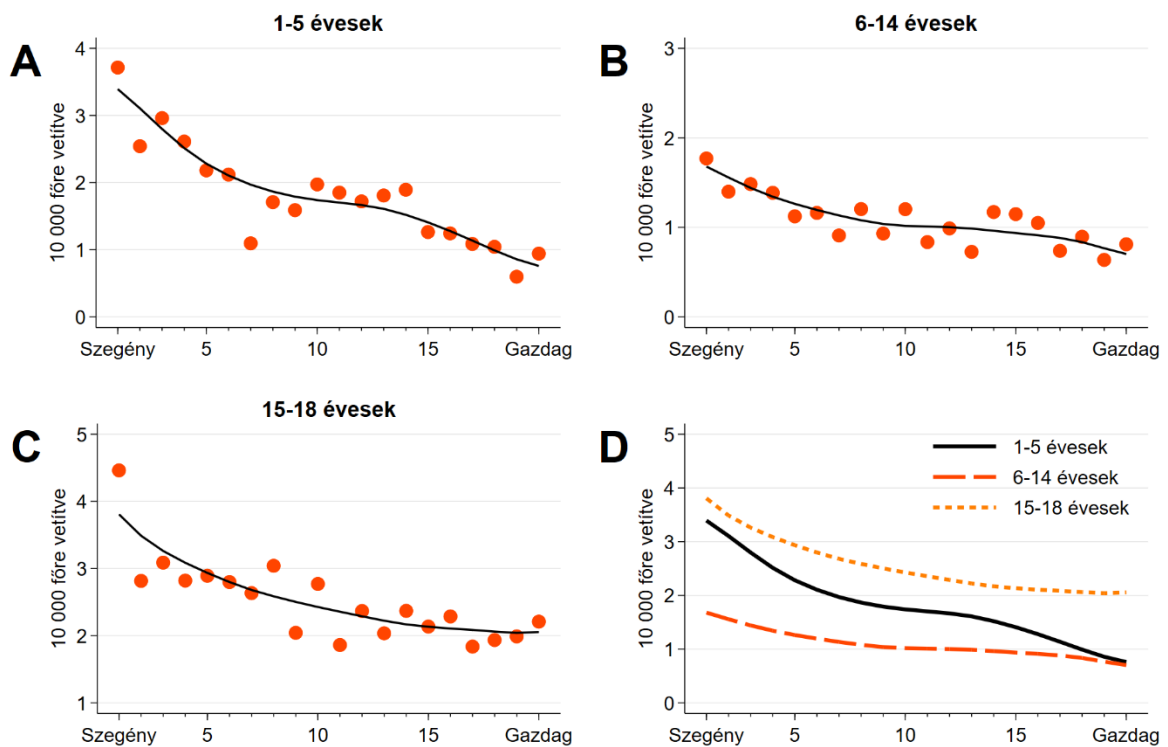 A
1-5 évesek
10 000 főre vetítve
4
3
2
1
0
Szegény 5 10 15 Gazdag
B
6-14 évesek
10 000 főre vetítve
3
2
1
0
Szegény 5 10 15 Gazdag
C
15-18 évesek
10 000 főre vetítve
5
4
3
2
1
Szegény 5 10 15 Gazdag
D
10 000 főre vetítve
5
4
3
2
1
0
1-5 évesek
6-14 évesek
15-18 évesek
Szegény 5 10 15 Gazdag